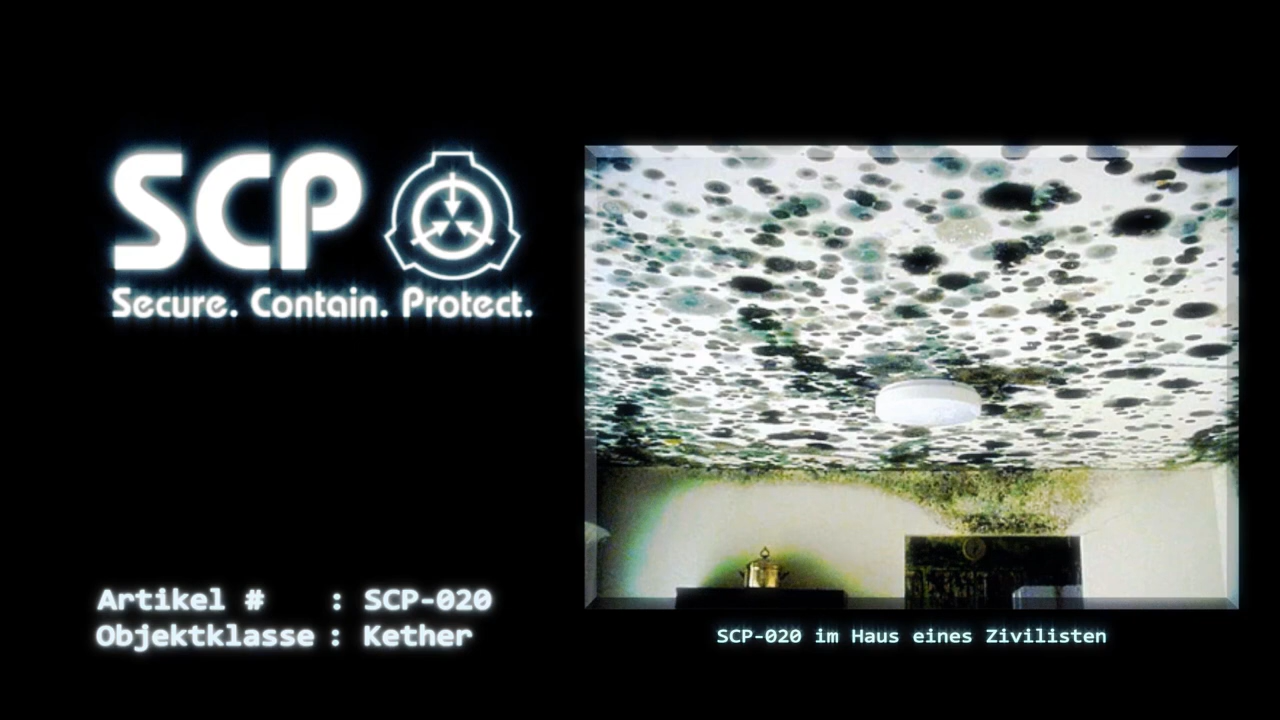 SCP
Secure. Contain. Protect.
Artikel # : SCP-020
Objektklasse : Kether
SCP-020 im Haus eines Zivilisten